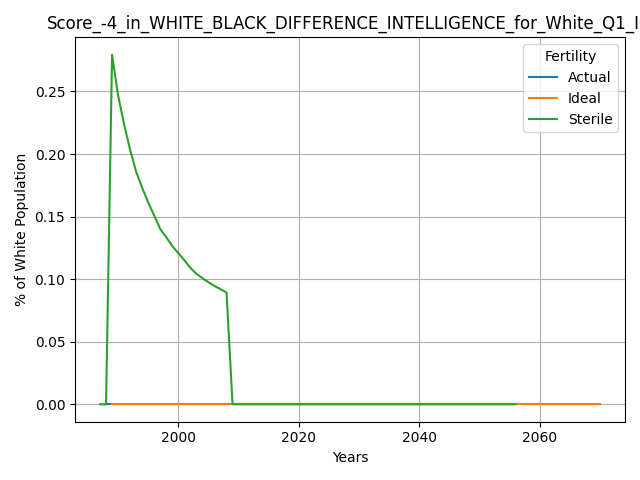 Score_-4_in_WHITE_BLACK_DIFFERENCE_INTELLIGENCE_for_White_Q1_I
Fertility
Actual
Ideal
Sterile
% of White Population
0.25
0.20
0.15
0.10
0.05
0.00
2000 2020 2040 2060
Years